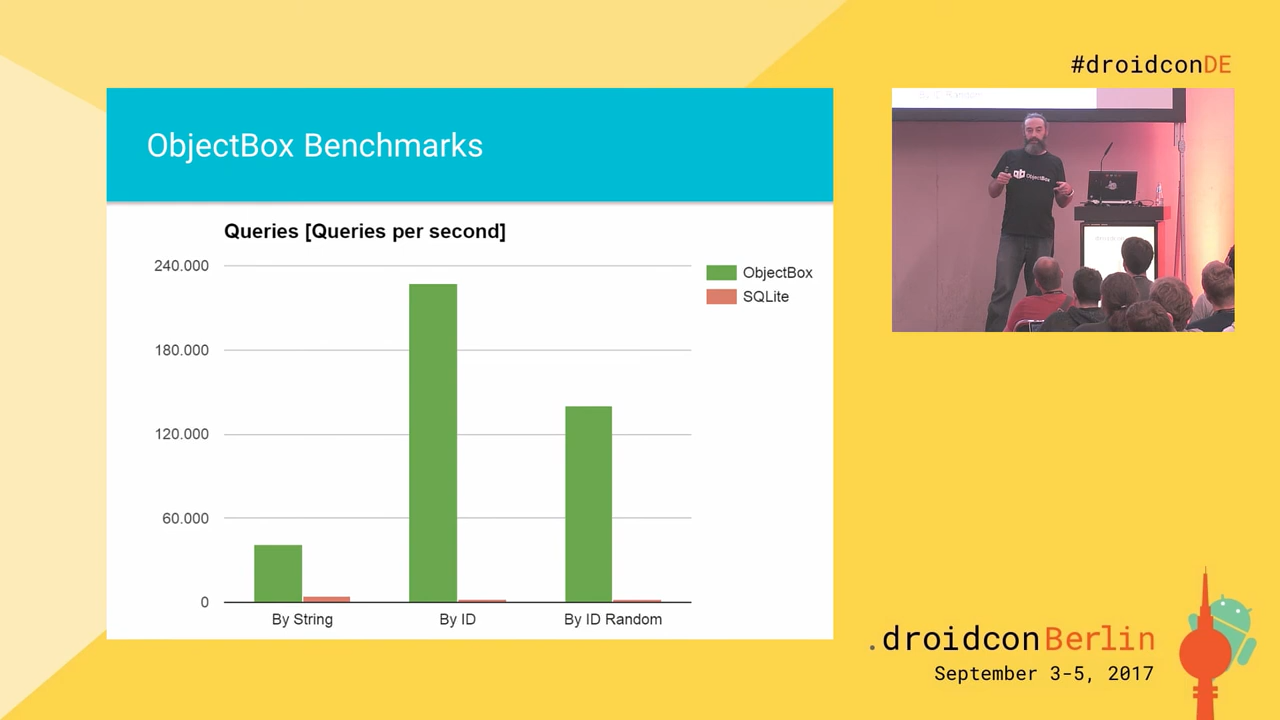 #droidconDE
ObjectBox Benchmarks
Queries [Queries per second]
240.000
180.000
120.000
60.000
0
ObjectBox
SQLite
By String
By ID
By ID Random
ObjectBox
.droidconBerlin
September 3-5, 2017